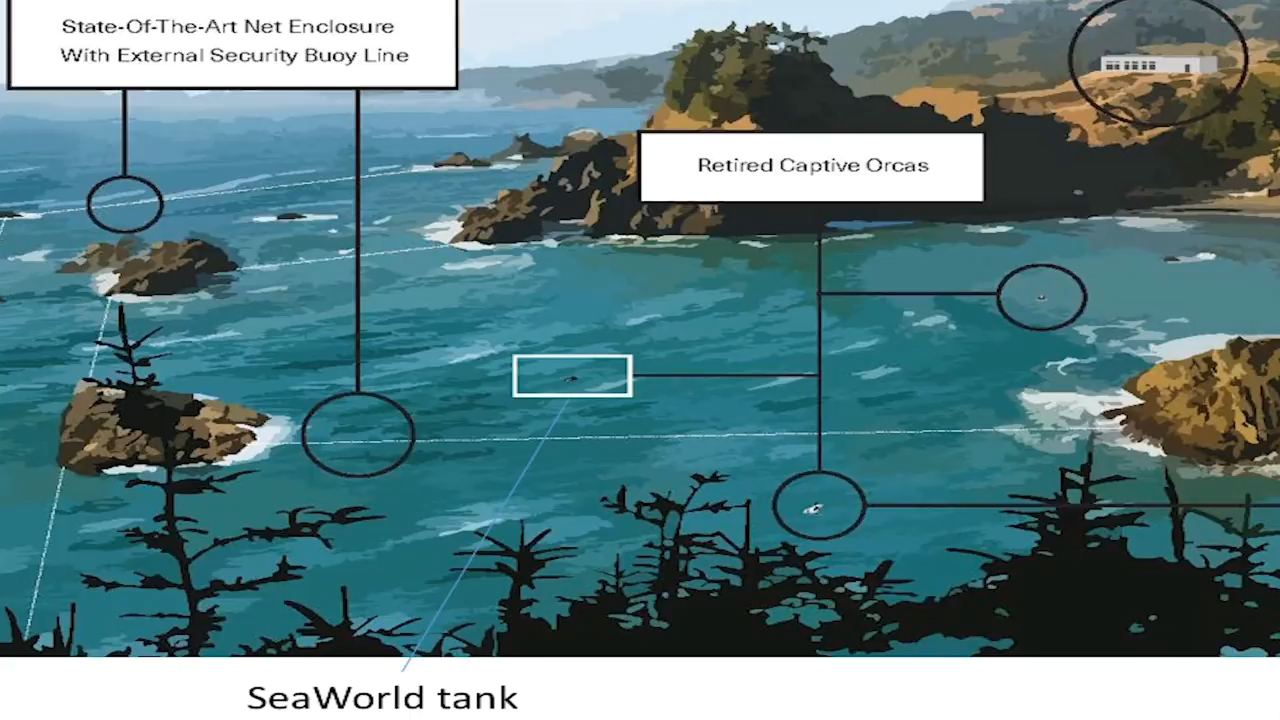 State-Of-The-Art Net Enclosure
With External Security Buoy Line
Retired Captive Orcas
SeaWorld tank